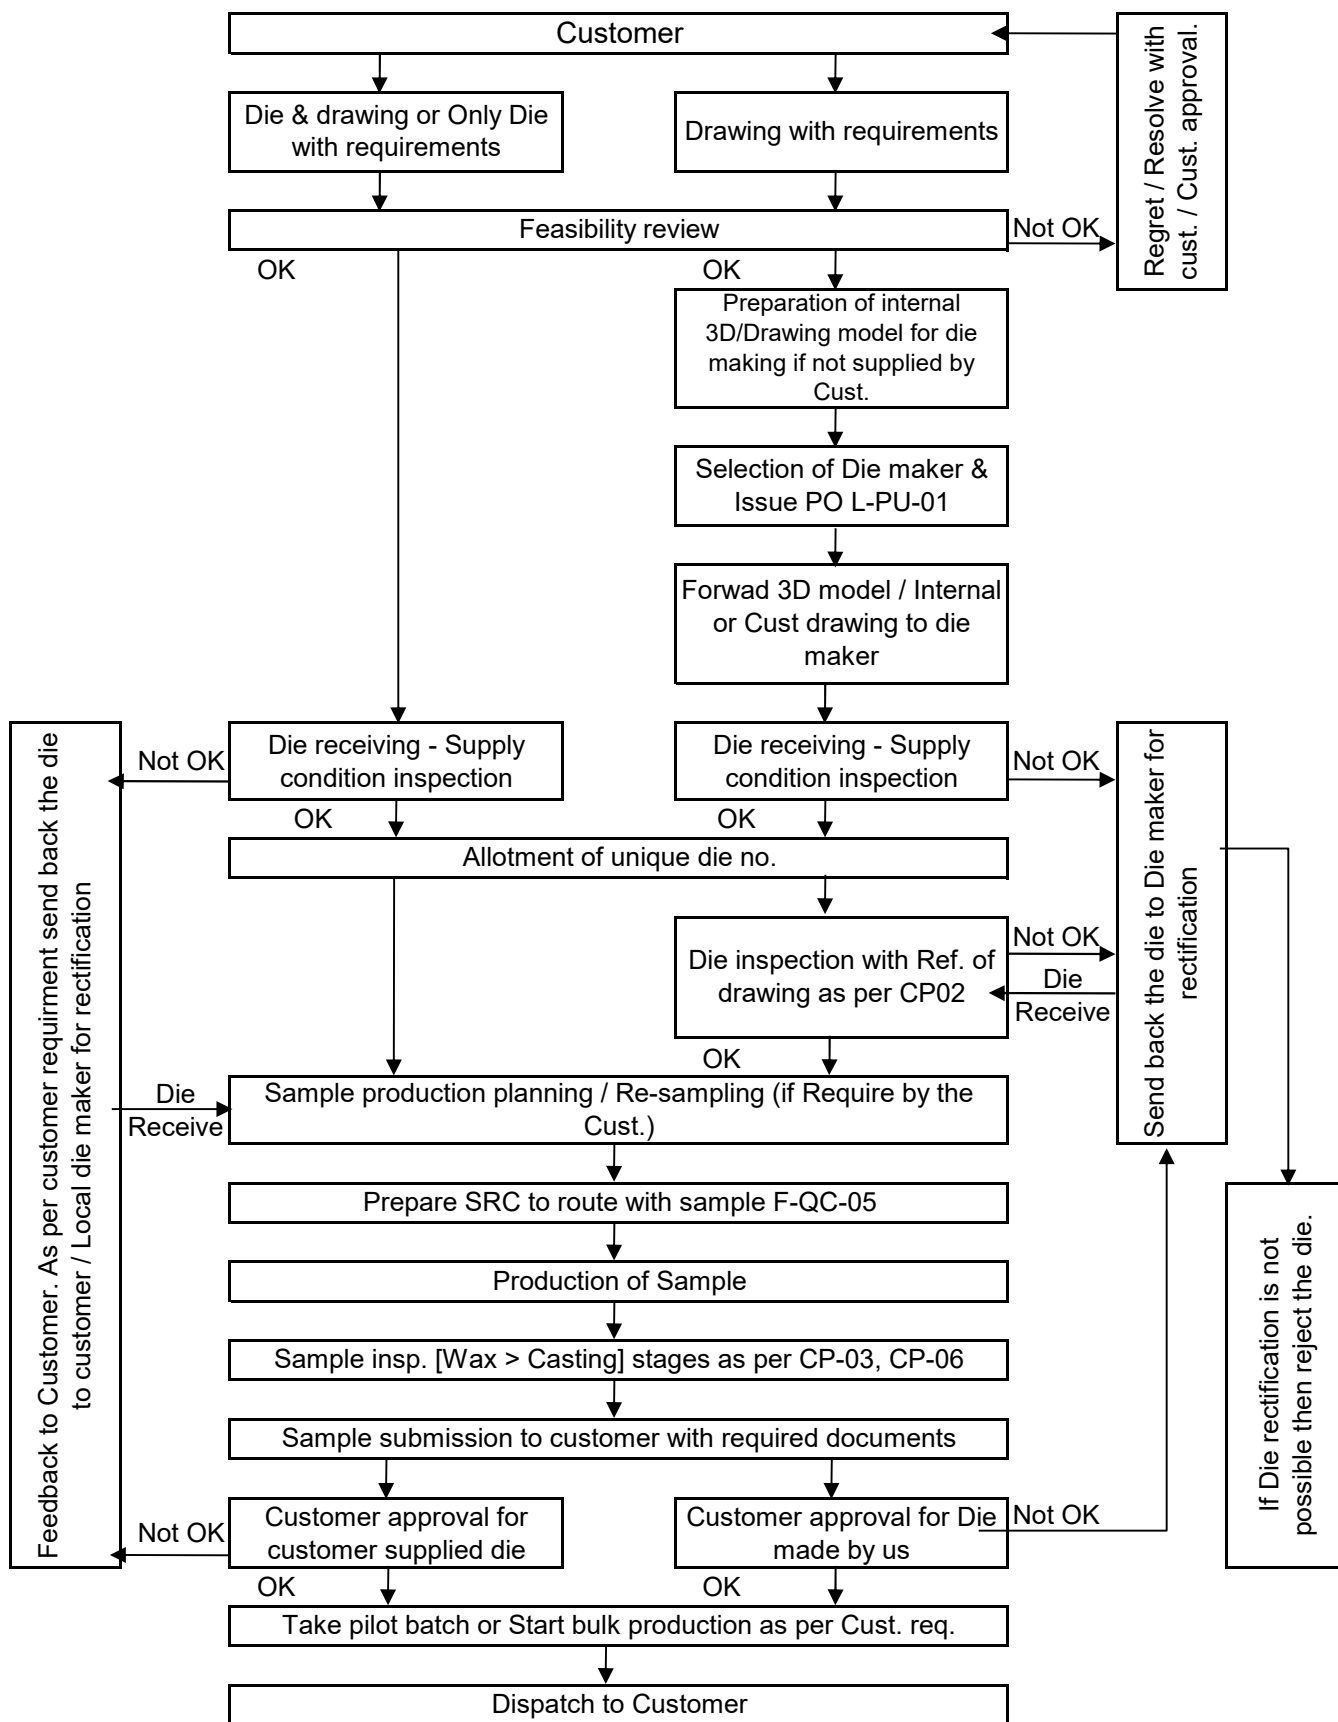 Customer
Regret / Resolve with
cust. / Cust. approval.
Die & drawing or Only Die
with requirements
Drawing with requirements
Feasibility review
Not OK
OK
OK
Preparation of internal
3D/Drawing model for die
making if not supplied by
Cust.
Selection of Die maker &
Issue PO L-PU-01
Forwad 3D model / Internal
or Cust drawing to die
maker
Feedback to Customer. As per customer requirment send back the die
to customer / Local die maker for rectification
Not OK
Die receiving - Supply
condition inspection
Die receiving - Supply
condition inspection
Not OK
Send back the die to Die maker for
rectification
OK
OK
Allotment of unique die no.
Die inspection with Ref. of
drawing as per CP02
Not OK
Die
Receive
OK
Die
Receive
Sample production planning / Re-sampling (if Require by the
Cust.)
Prepare SRC to route with sample F-QC-05
If Die rectification is not
possible then reject the die.
Production of Sample
Sample insp. [Wax > Casting] stages as per CP-03, CP-06
Sample submission to customer with required documents
Not OK
Customer approval for
customer supplied die
Customer approval for Die
made by us
Not OK
OK
OK
Take pilot batch or Start bulk production as per Cust. req.
Dispatch to Customer